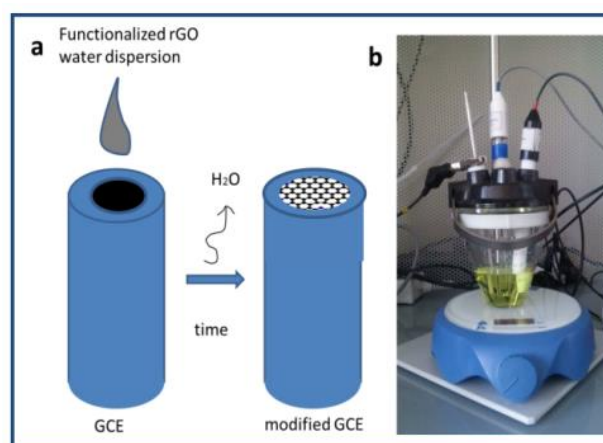 a
Functionalized rGO
water dispersion
H₂O
time
GCE
modified GCE
b